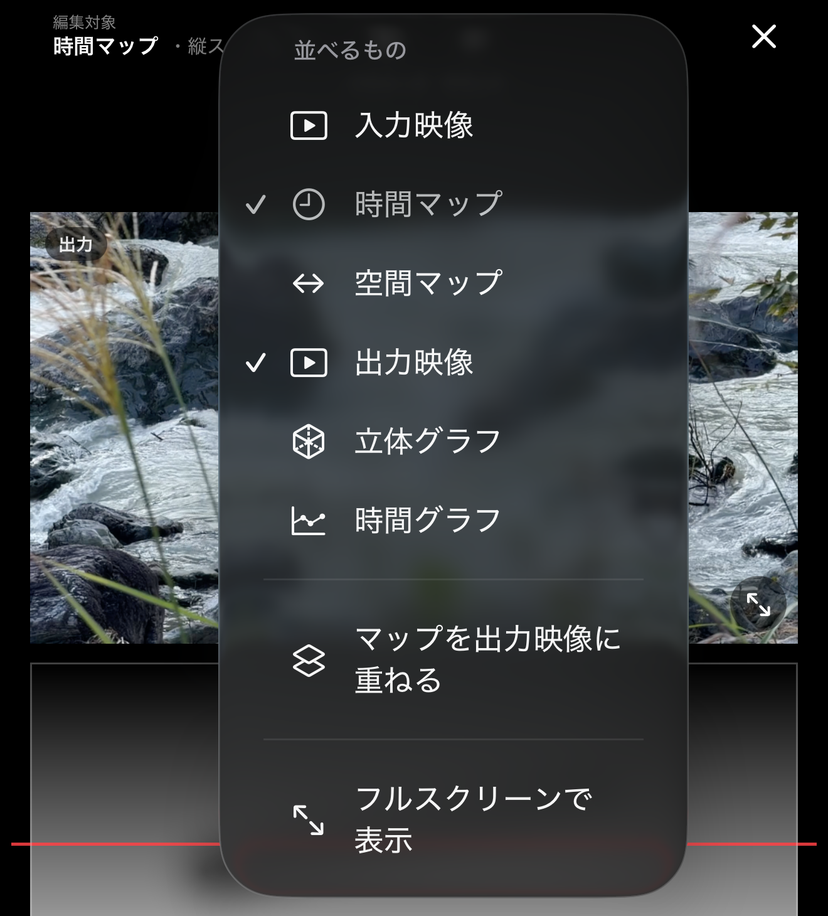 編集対象
時間マップ ・縦ス
並べるもの
入力映像
時間マップ
空間マップ
出力
出力映像
立体グラフ
時間グラフ
マップを出力映像に
重ねる
フルスクリーンで
表示